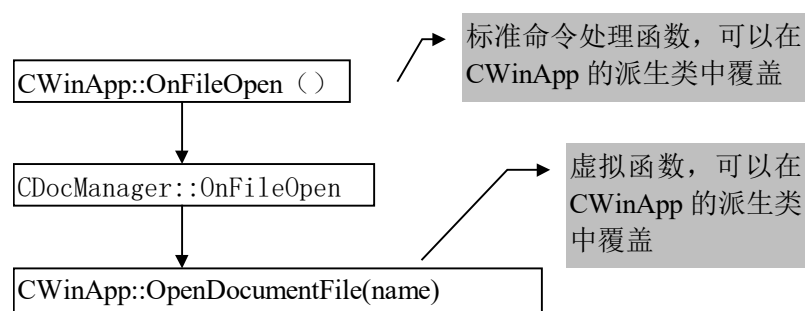 标准命令处理函数，可以在
CWinApp 的派生类中覆盖
CWinApp::OnFileOpen（）
CDocManager::OnFileOpen
虚拟函数，可以在
CWinApp 的派生类
中覆盖
CWinApp::OpenDocumentFile(name)